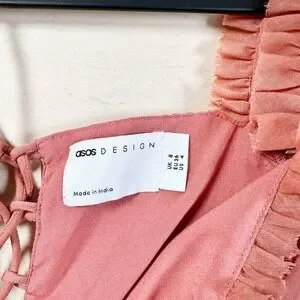 asos DESIGN
Made in India
UK 8
EU 36
US 4